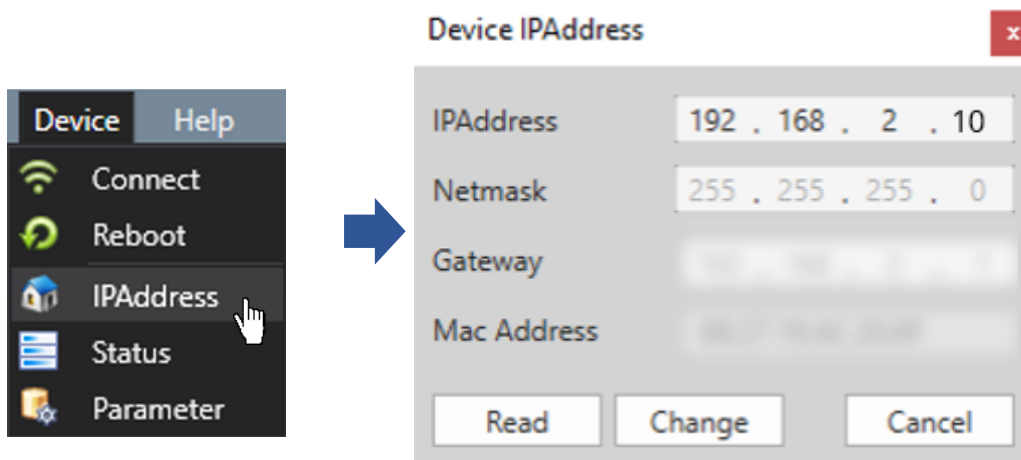 Device Help
Connect
Reboot
IPAddress
Status
Parameter
Device IPAddress
x
IPAddress 192 . 168 . 2 . 10
Netmask 255 . 255 . 255 . 0
Gateway
Mac Address
Read Change Cancel